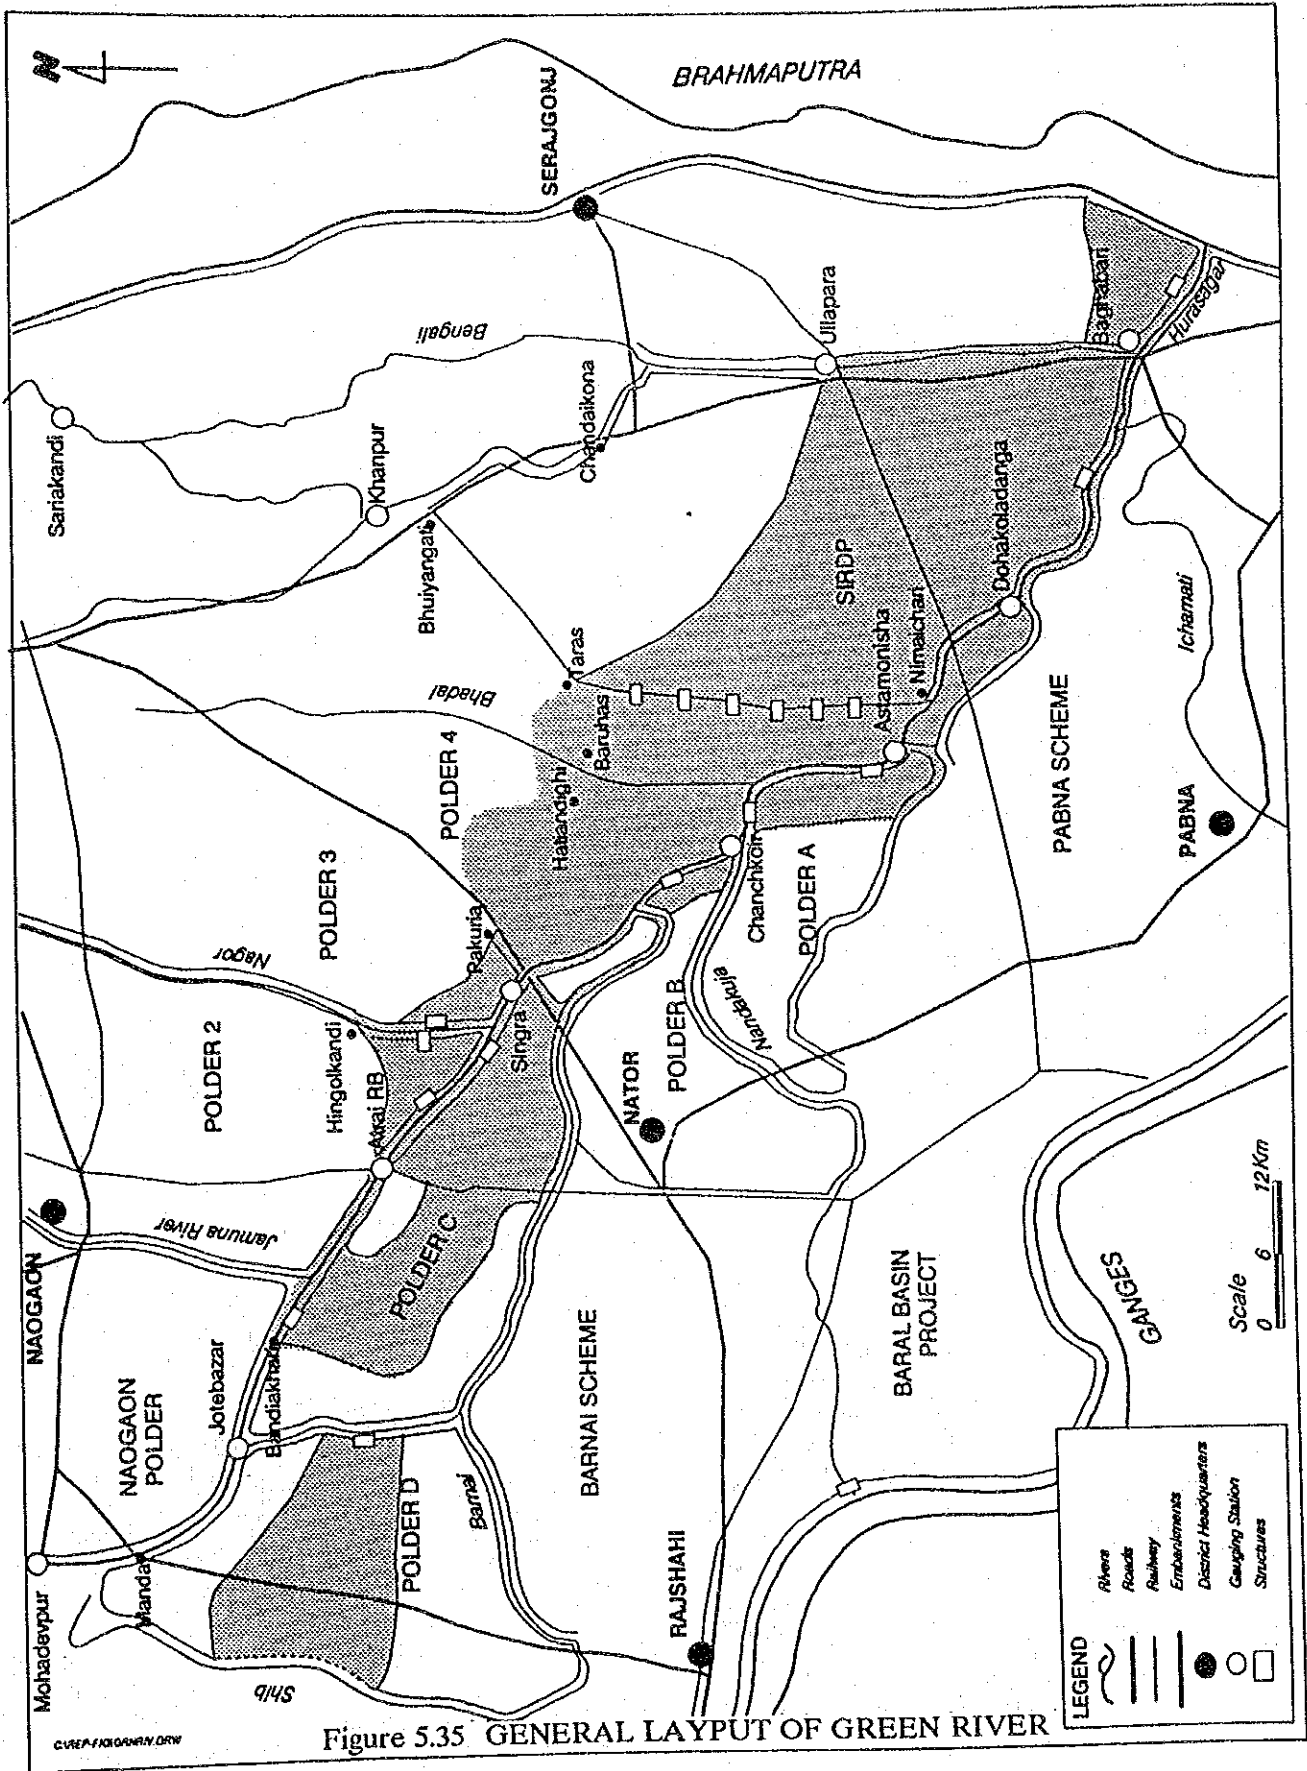 N
BRAHMAPUTRA
SERAJGONJ
Bengali
Ullapara
Baghabari
Hurasagar
Sariakandi
Khanpur
Chandaikona
Bhuiyangati
SIRDP
Dohakoladanga
Taras
Baruhas
Astamonisha
Nimaichari
Ichamati
Bhadai
POLDER 4
Hatiandighi
PABNA SCHEME
PABNA
POLDER 3
Nagor
Pakuria
Chanchkoir
POLDER A
POLDER 2
Hingolkandi
Singra
POLDER B
Nandakuja
NATOR
Atrai RB
NAOGAON
Jamuna River
POLDER C
BARAL BASIN
PROJECT
GANGES
Scale
0 6 12Km
NAOGAON
POLDER
Jotebazar
Bandiakhara
BARNAI SCHEME
Mohadevpur
Manda
POLDER D
Barnai
RAJSHAHI
Shib
LEGEND
Rivers
Roads
Railway
Embankments
District Headquarters
Gauging Station
Structures
Figure 5.35 GENERAL LAYPUT OF GREEN RIVER